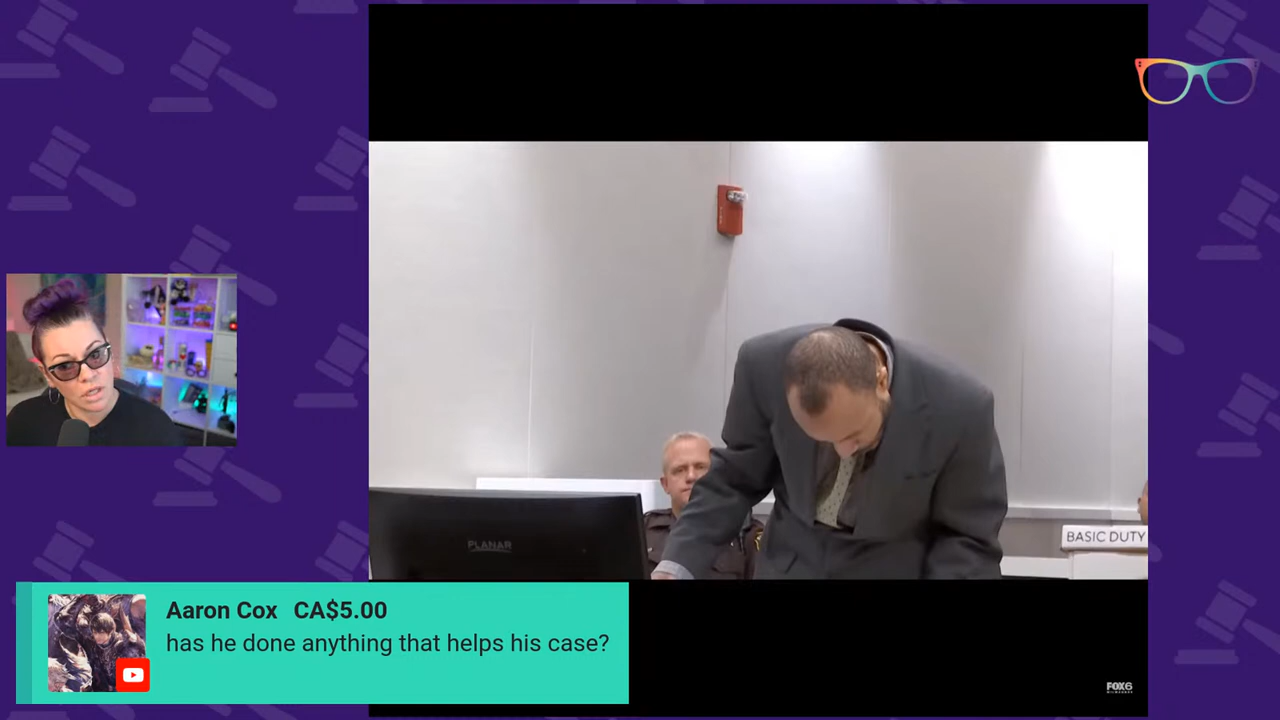 PLANAR
BASIC DUTY
Aaron Cox CA$5.00
has he done anything that helps his case?
FOX6